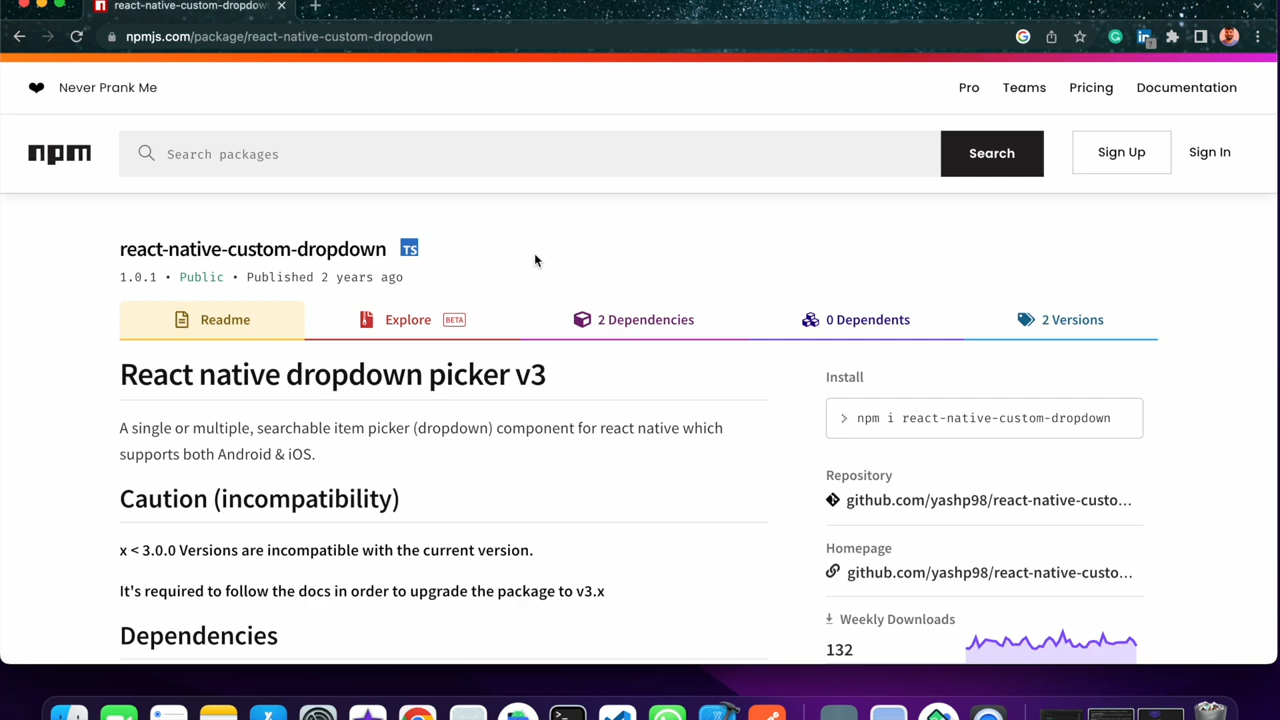 react-native-custom-dropdown
npmjs.com/package/react-native-custom-dropdown
Never Prank Me
Pro
Teams
Pricing
Documentation
npm
Search packages
Search
Sign Up
Sign In
react-native-custom-dropdown TS
1.0.1 • Public • Published 2 years ago
Readme
Explore BETA
2 Dependencies
0 Dependents
2 Versions
React native dropdown picker v3
A single or multiple, searchable item picker (dropdown) component for react native which
supports both Android & iOS.
Caution (incompatibility)
x < 3.0.0 Versions are incompatible with the current version.
It's required to follow the docs in order to upgrade the package to v3.x
Dependencies
Install
> npm i react-native-custom-dropdown
Repository
github.com/yashp98/react-native-custo...
Homepage
github.com/yashp98/react-native-custo...
Weekly Downloads
132